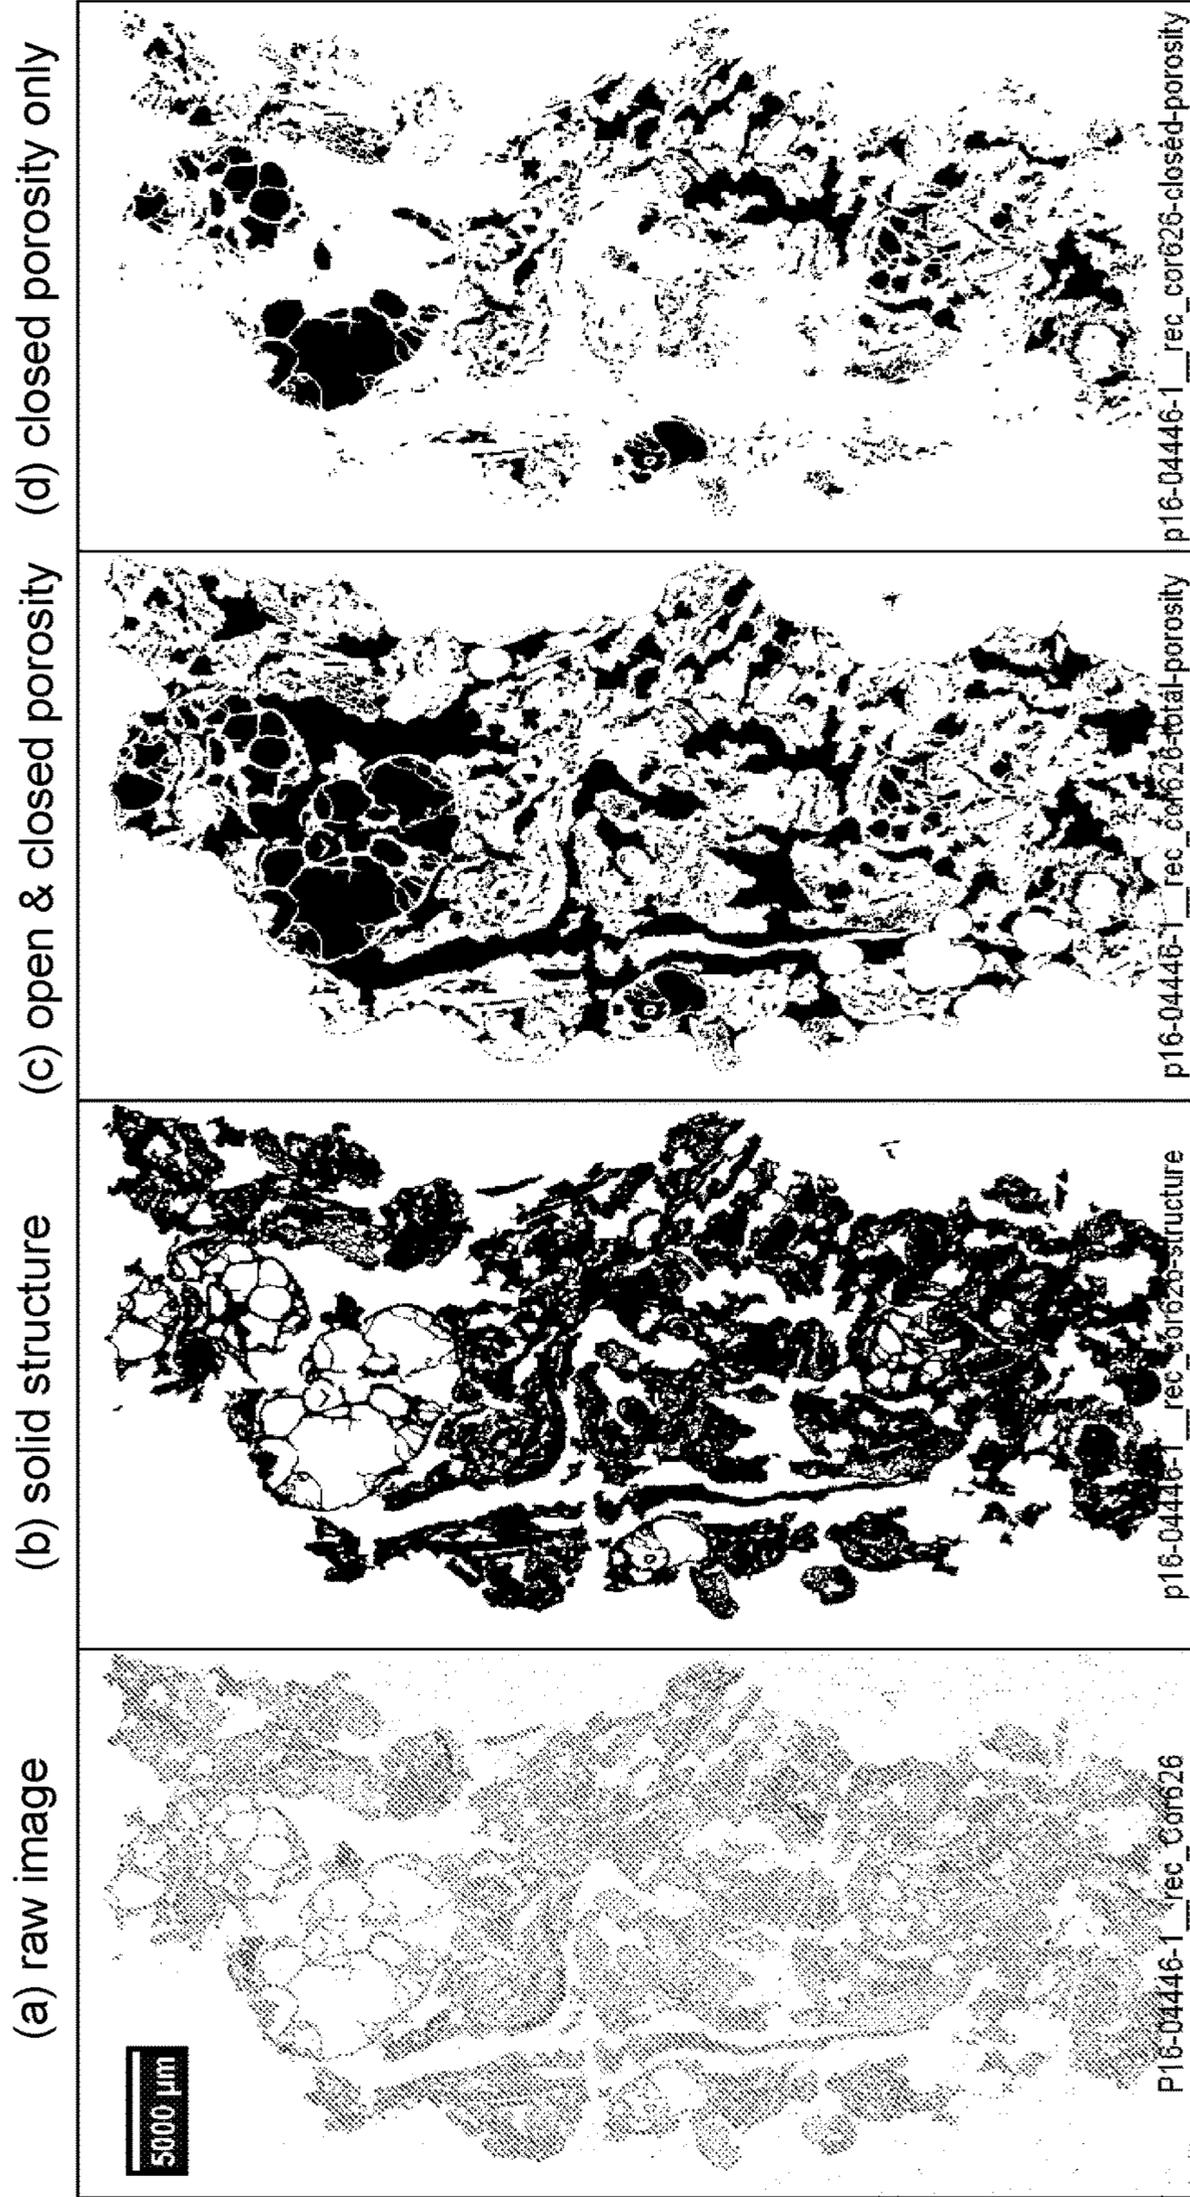 (a) raw image
(b) solid structure
(c) open & closed porosity
(d) closed porosity only
5000 µm
P16-04446-1__rec_Cor626
p16-04446-1__rec_cor626-structure
p16-04446-1__rec_cor626-total-porosity
p16-04446-1__rec_cor626-closed-porosity